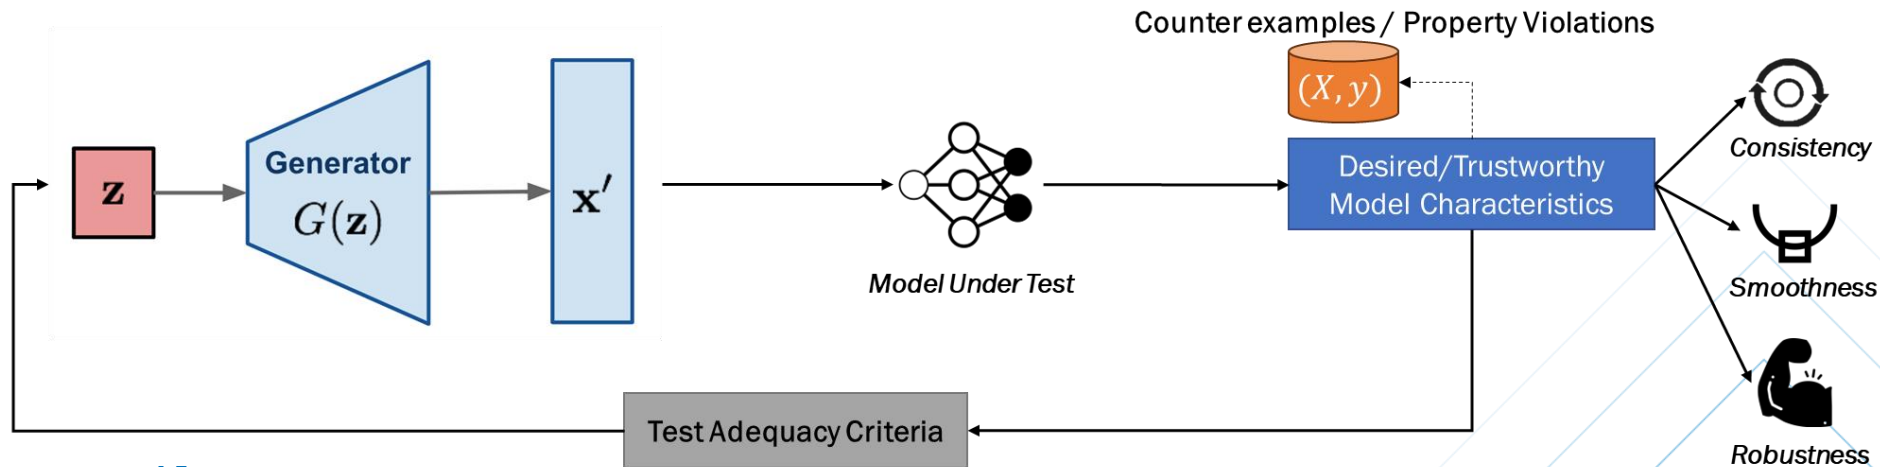 Counter examples / Property Violations
(X, y)
z
Generator
G(z)
x′
Model Under Test
Desired/Trustworthy
Model Characteristics
Consistency
Smoothness
Robustness
Test Adequacy Criteria